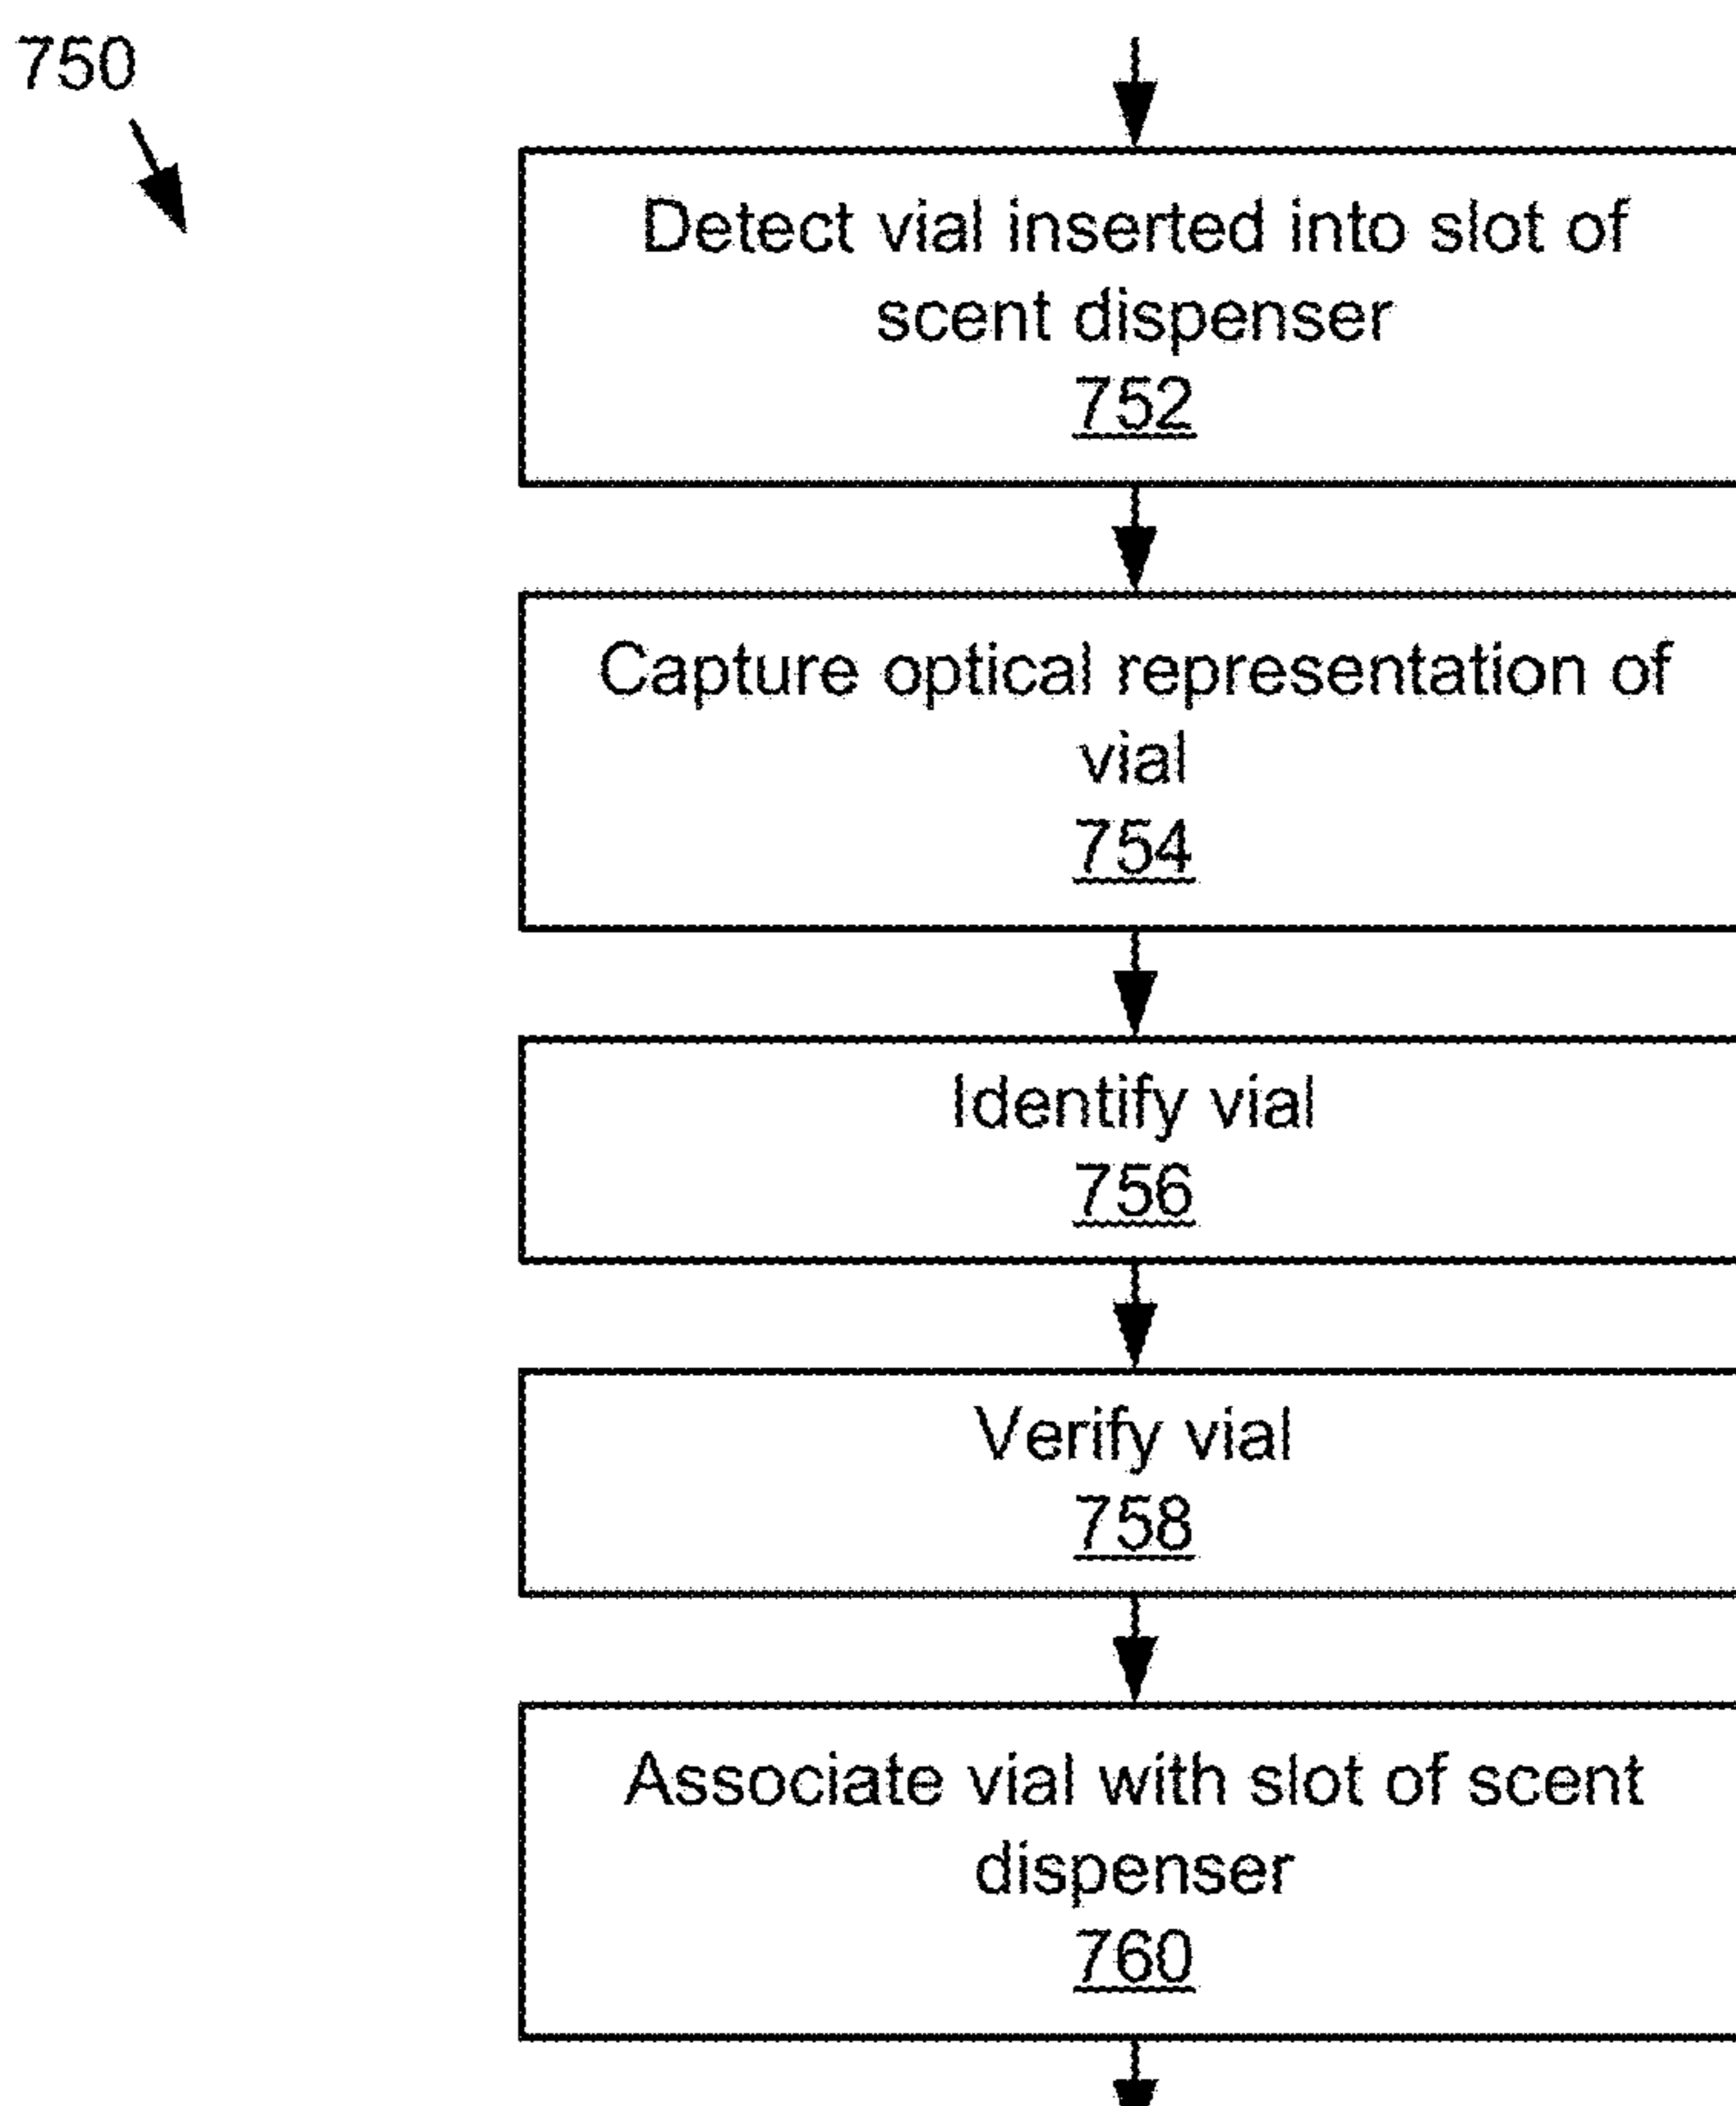 750
Detect vial inserted into slot of
scent dispenser
752
Capture optical representation of
vial
754
Identify vial
756
Verify vial
758
Associate vial with slot of scent
dispenser
760